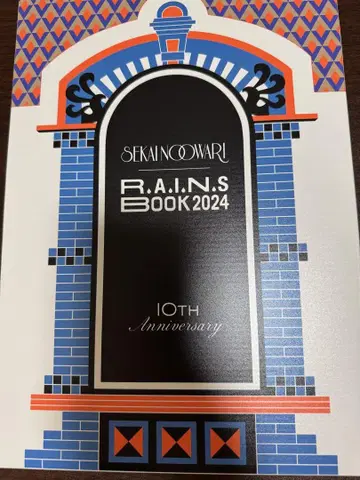 SEKAI NO OWARI
R.A.I.N.S
BOOK 2024
10TH
Anniversary